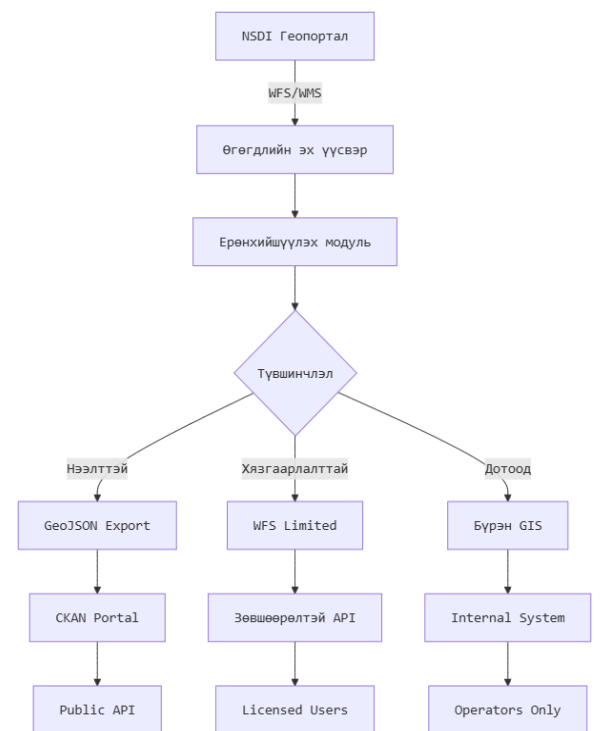 NSDI Геопортал
WFS/WMS
Өгөгдлийн эх үүсвэр
Ерөнхийшүүлэх модуль
Түвшинчлэл
Нээлттэй
Хязгаарлалттай
Дотоод
GeoJSON Export
WFS Limited
Бүрэн GIS
CKAN Portal
Зөвшөөрөлтэй API
Internal System
Public API
Licensed Users
Operators Only